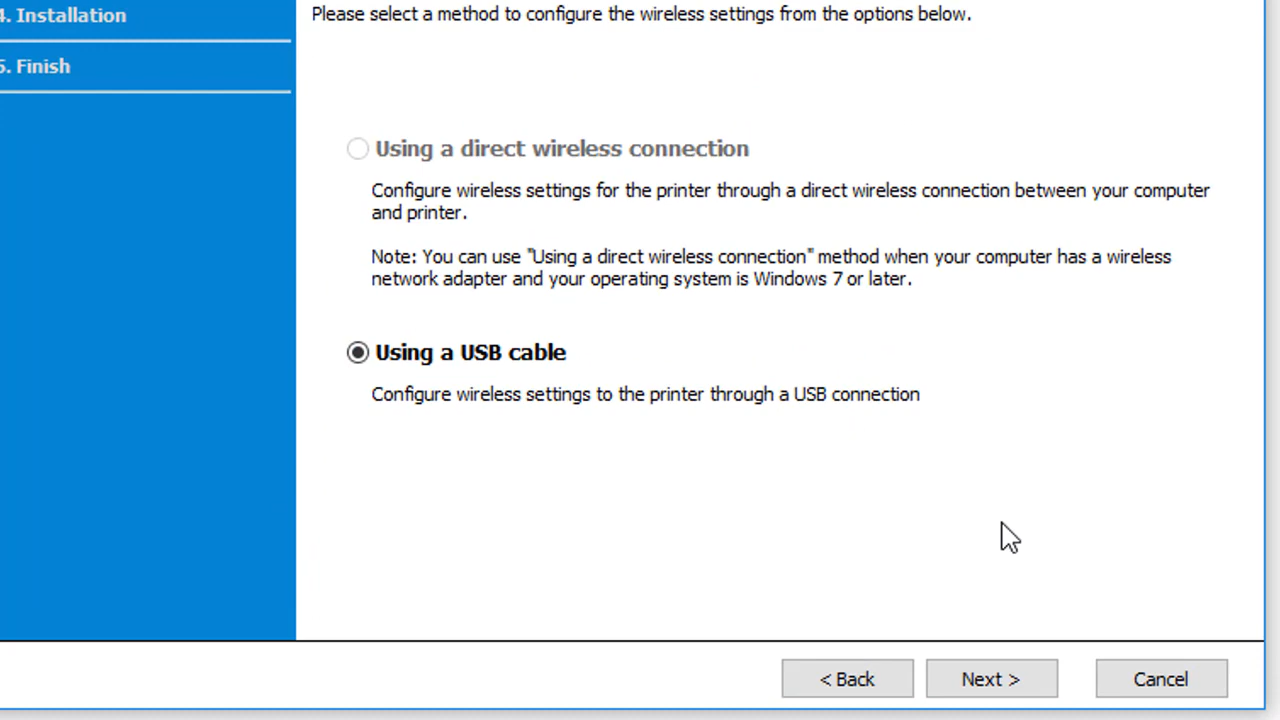 4. Installation
5. Finish
Please select a method to configure the wireless settings from the options below.
Using a direct wireless connection
Configure wireless settings for the printer through a direct wireless connection between your computer
and printer.
Note: You can use "Using a direct wireless connection" method when your computer has a wireless
network adapter and your operating system is Windows 7 or later.
Using a USB cable
Configure wireless settings to the printer through a USB connection
< Back
Next >
Cancel